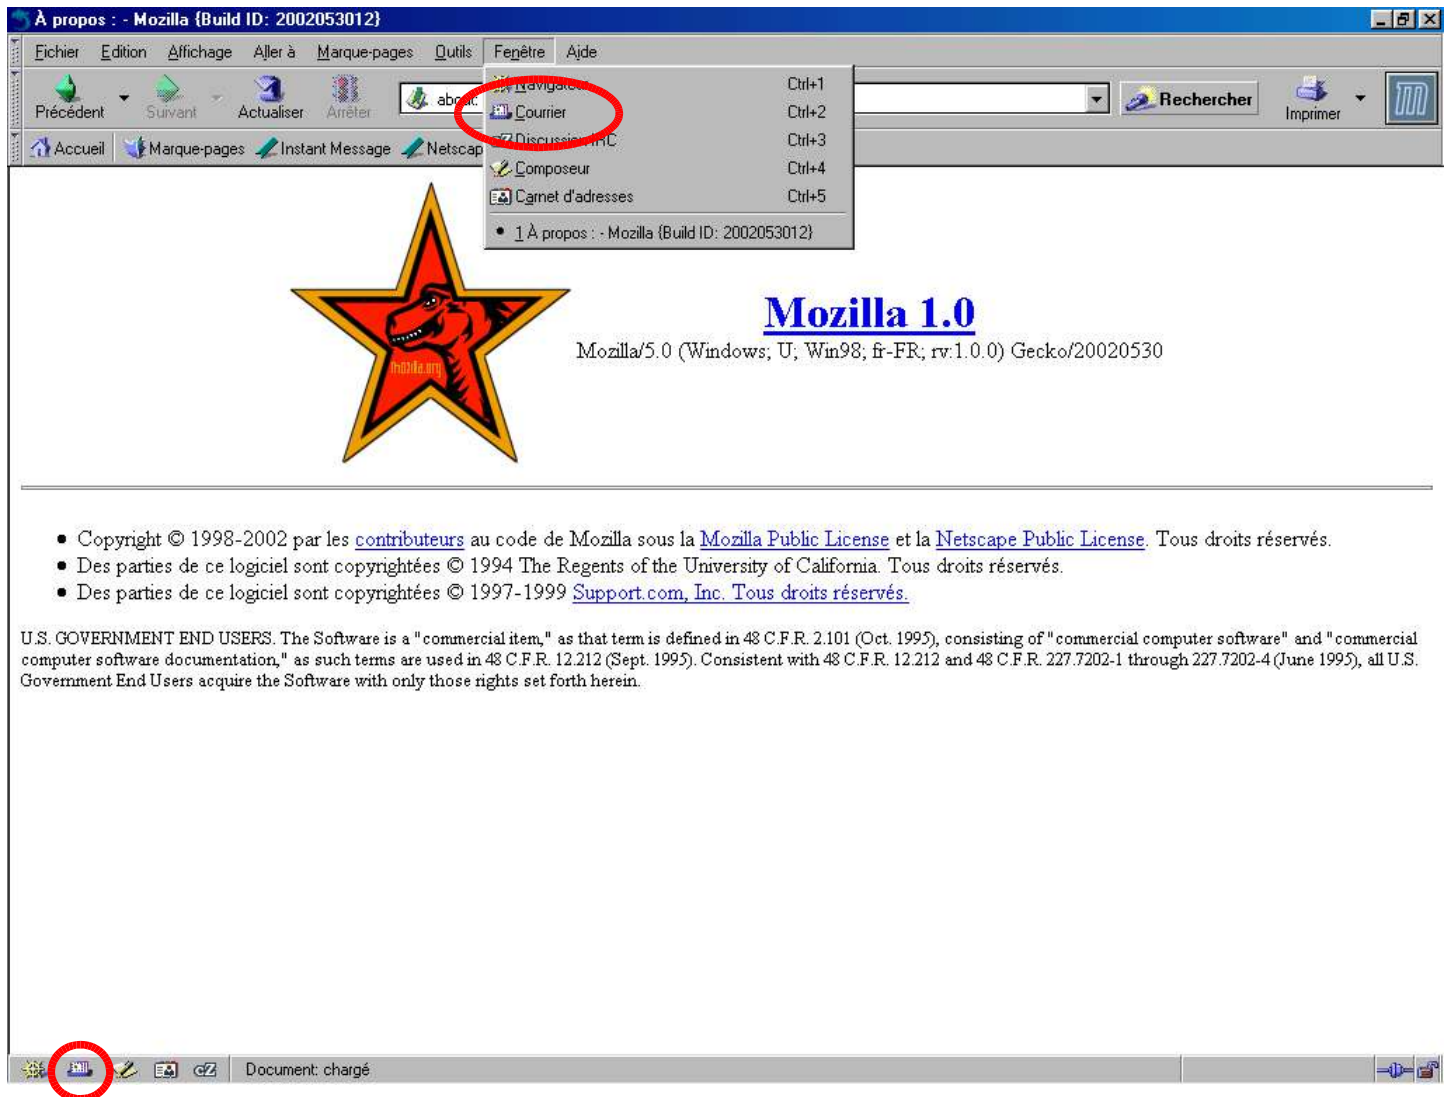 À propos : - Mozilla {Build ID: 2002053012}
Fichier Edition Affichage Aller à Marque-pages Outils Fenêtre Aide
Précédent Suivant Actualiser Arrêter about: Rechercher Imprimer
Navigateur Ctrl+1
Courrier Ctrl+2
Discussion IRC Ctrl+3
Composeur Ctrl+4
Carnet d'adresses Ctrl+5
1 À propos : - Mozilla {Build ID: 2002053012}
Accueil Marque-pages Instant Message Netscap
mozilla.org
Mozilla 1.0
Mozilla/5.0 (Windows; U; Win98; fr-FR; rv:1.0.0) Gecko/20020530
• Copyright © 1998-2002 par les contributeurs au code de Mozilla sous la Mozilla Public License et la Netscape Public License. Tous droits réservés.
• Des parties de ce logiciel sont copyrightées © 1994 The Regents of the University of California. Tous droits réservés.
• Des parties de ce logiciel sont copyrightées © 1997-1999 Support.com, Inc. Tous droits réservés.
U.S. GOVERNMENT END USERS. The Software is a "commercial item," as that term is defined in 48 C.F.R. 2.101 (Oct. 1995), consisting of "commercial computer software" and "commercial
computer software documentation," as such terms are used in 48 C.F.R. 12.212 (Sept. 1995). Consistent with 48 C.F.R. 12.212 and 48 C.F.R. 227.7202-1 through 227.7202-4 (June 1995), all U.S.
Government End Users acquire the Software with only those rights set forth herein.
cZ Document: chargé